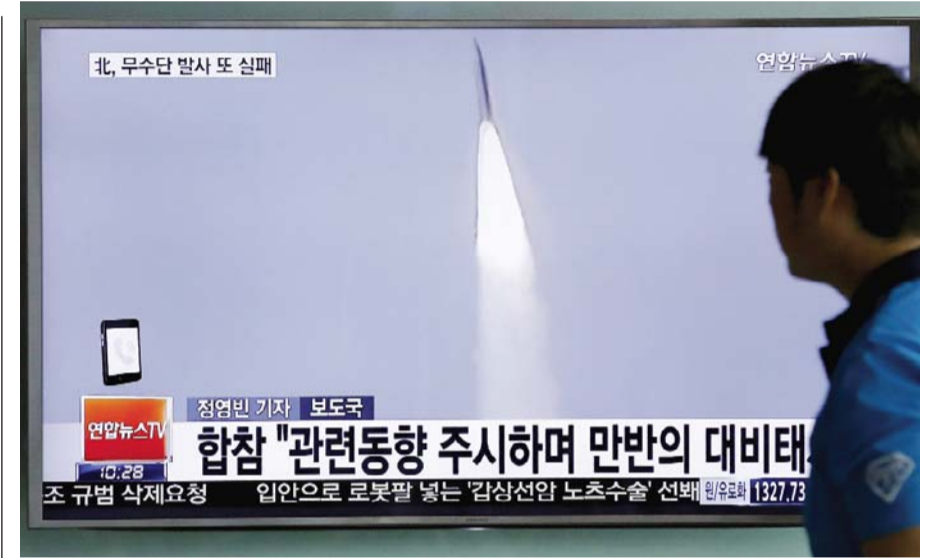 北, 무수단 발사 또 실패
연합뉴스TV
정영빈 기자 보도국
연합뉴스TV
합참 "관련동향 주시하며 만반의 대비태
10:28
조 규범 삭제요청 입안으로 로봇팔 넣는 '갑상선암 노츠수술' 선봬 원/유로화 1327.73